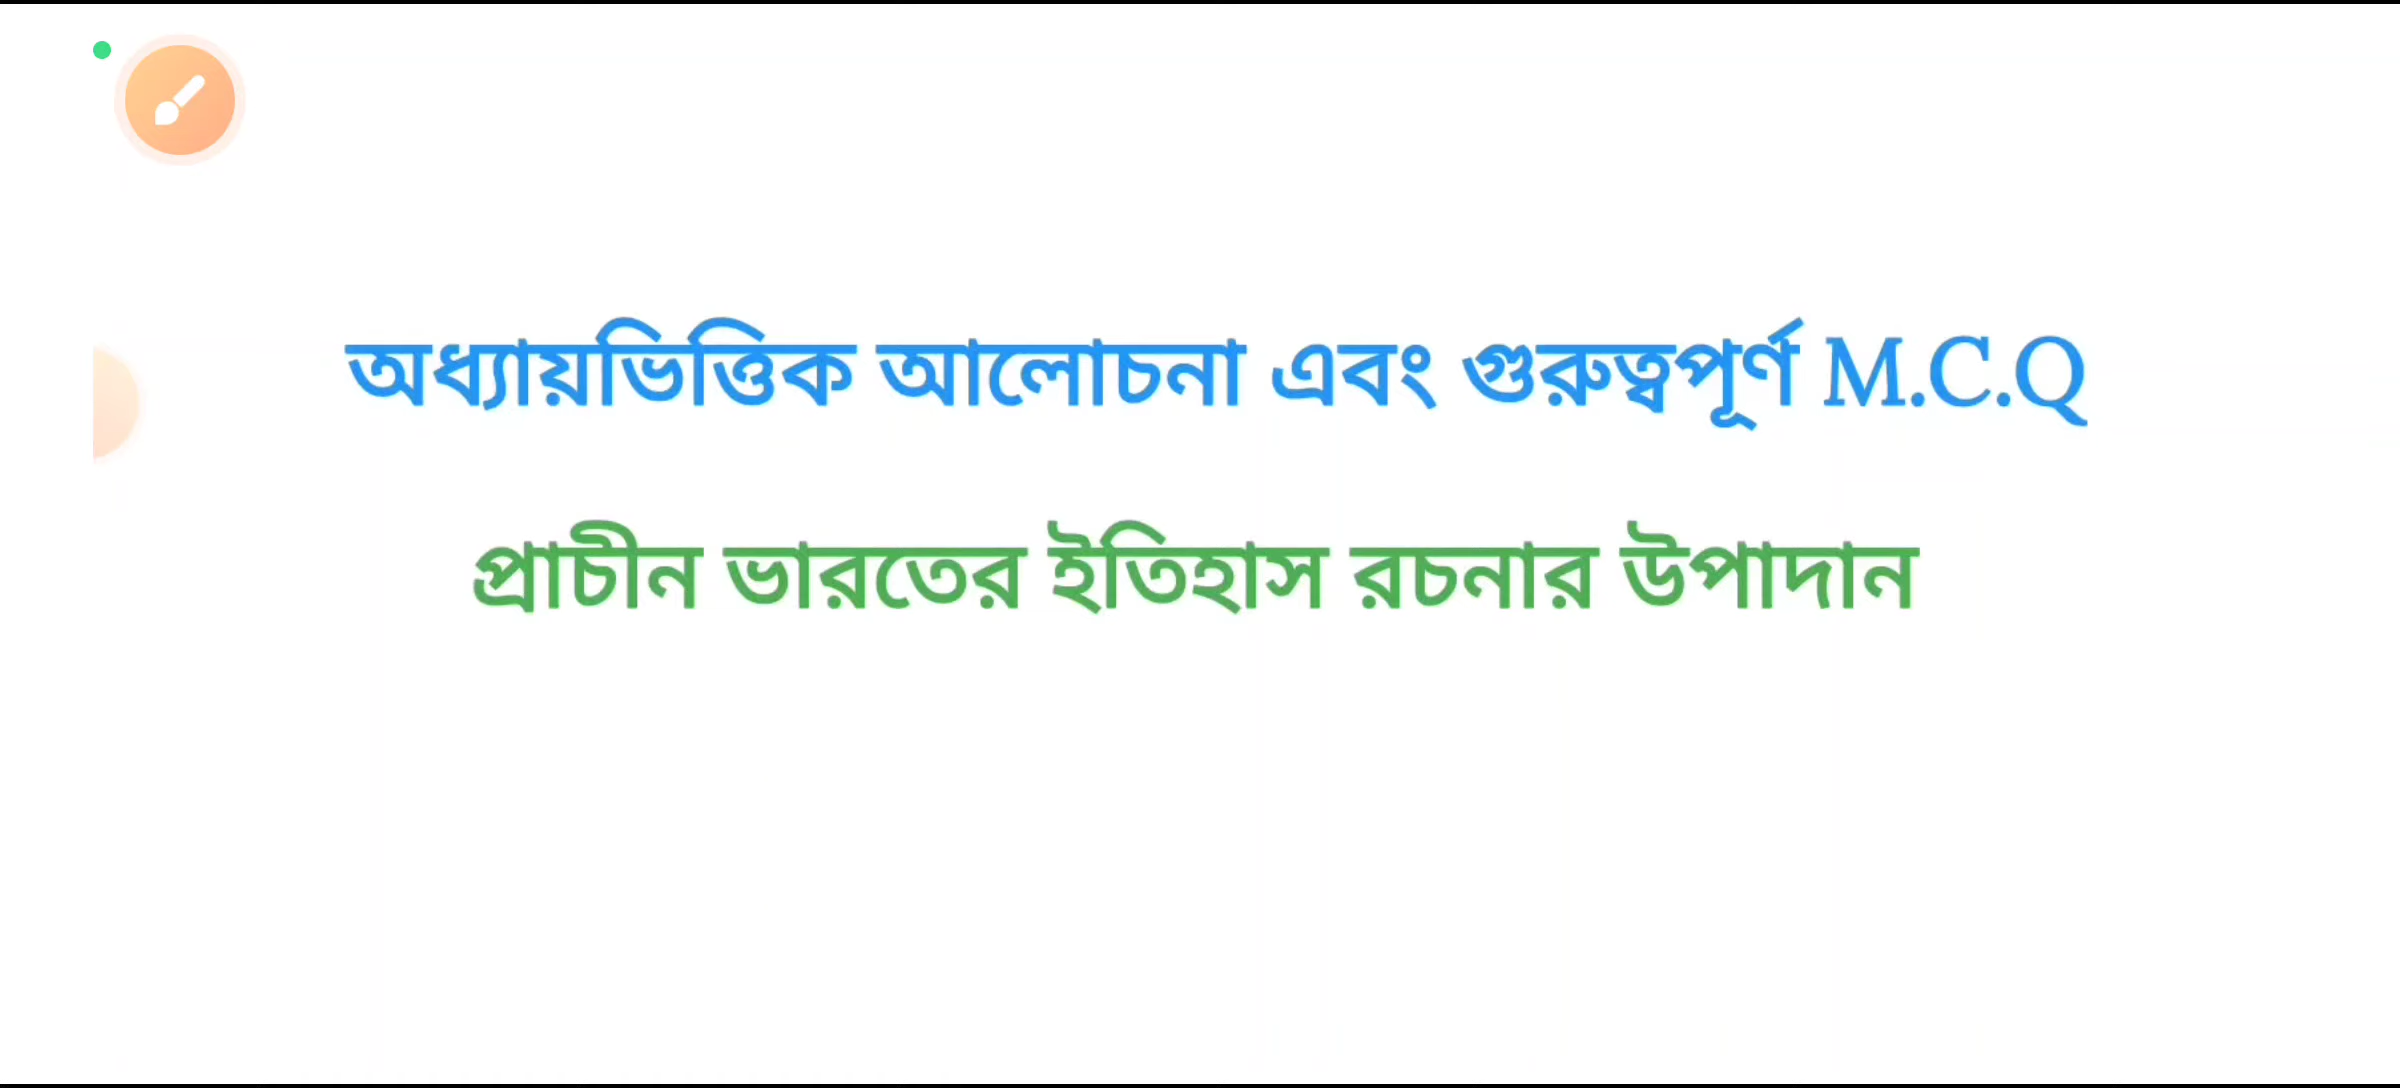 অধ্যায়ভিত্তিক আলোচনা এবং গুরুত্বপূর্ণ M.C.Q
প্রাচীন ভারতের ইতিহাস রচনার উপাদান